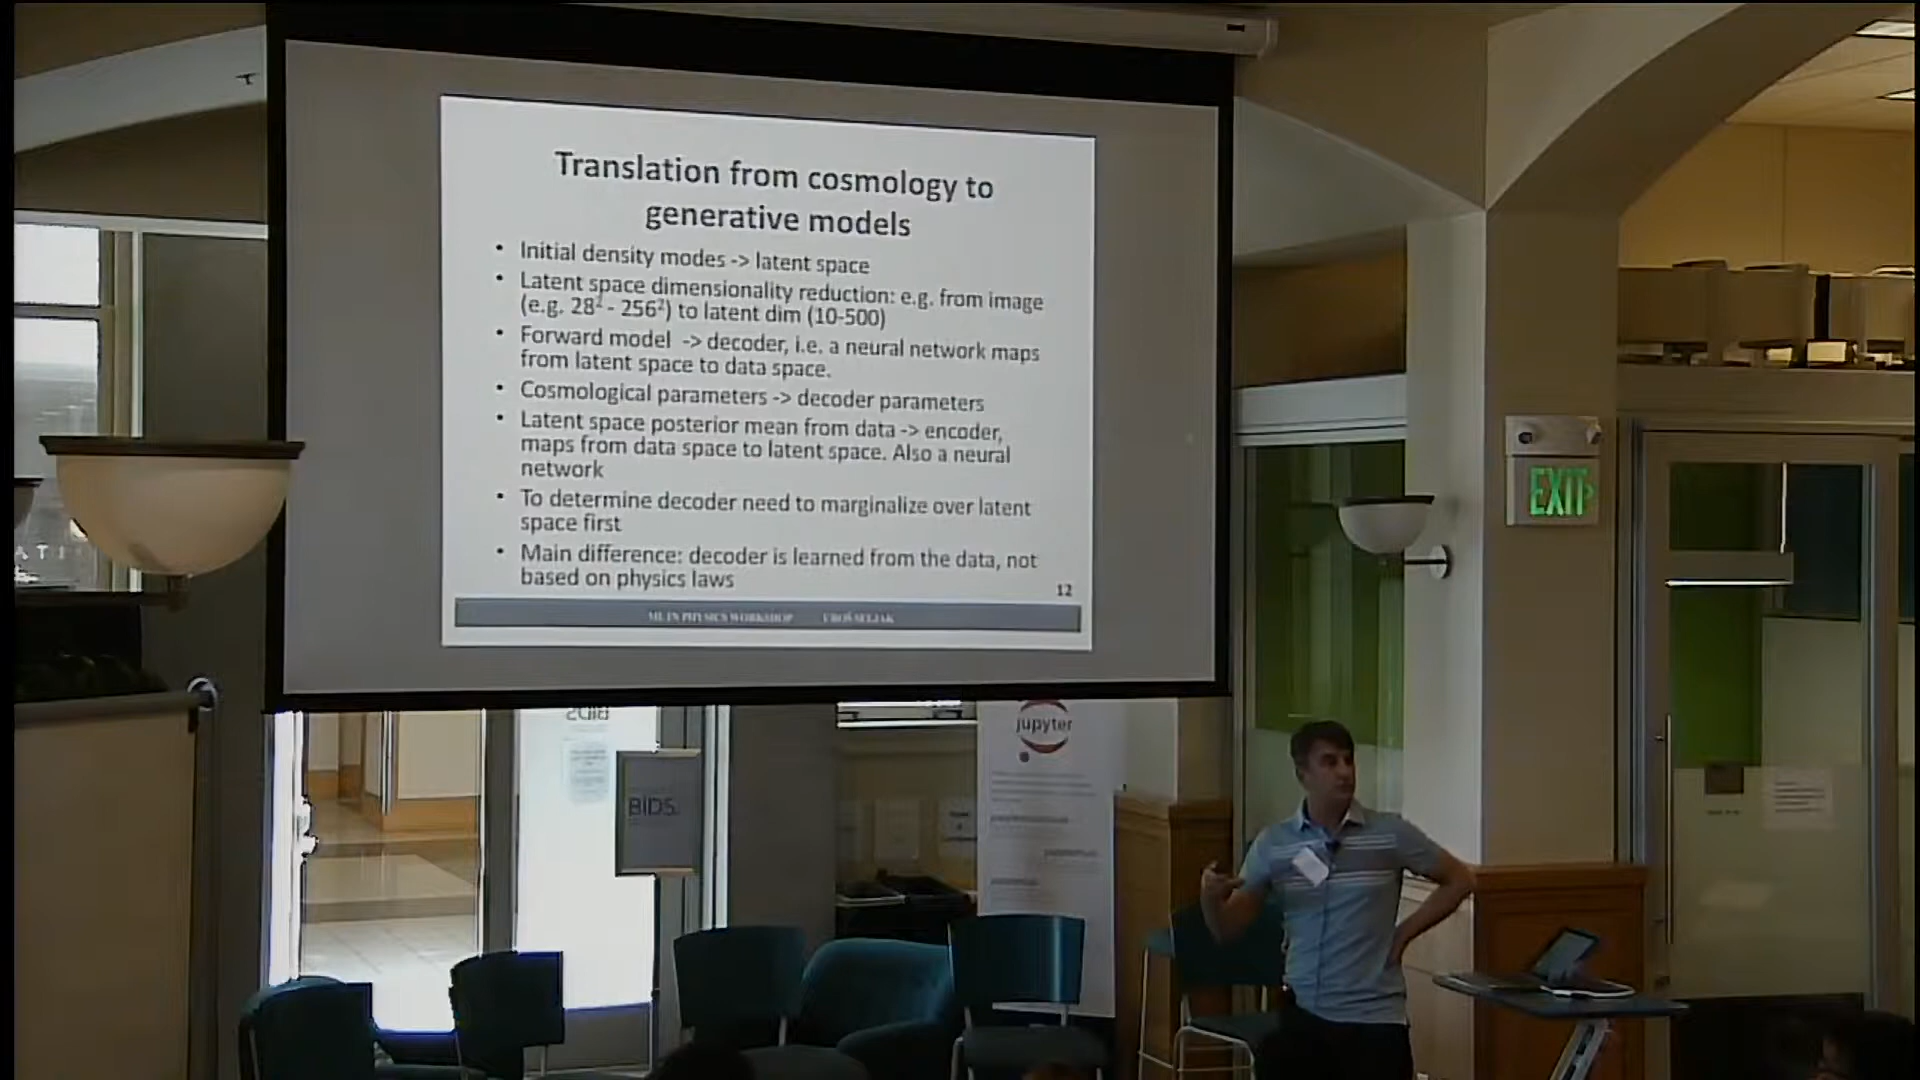 Translation from cosmology to
generative models
• Initial density modes -> latent space
• Latent space dimensionality reduction: e.g. from image
(e.g. 28² - 256²) to latent dim (10-500)
• Forward model -> decoder, i.e. a neural network maps
from latent space to data space.
• Cosmological parameters -> decoder parameters
• Latent space posterior mean from data -> encoder,
maps from data space to latent space. Also a neural
network
• To determine decoder need to marginalize over latent
space first
• Main difference: decoder is learned from the data, not
based on physics laws
12
ML IN PHYSICS WORKSHOP UROŠ SELJAK
EXIT
jupyter
BIDS
BIDS